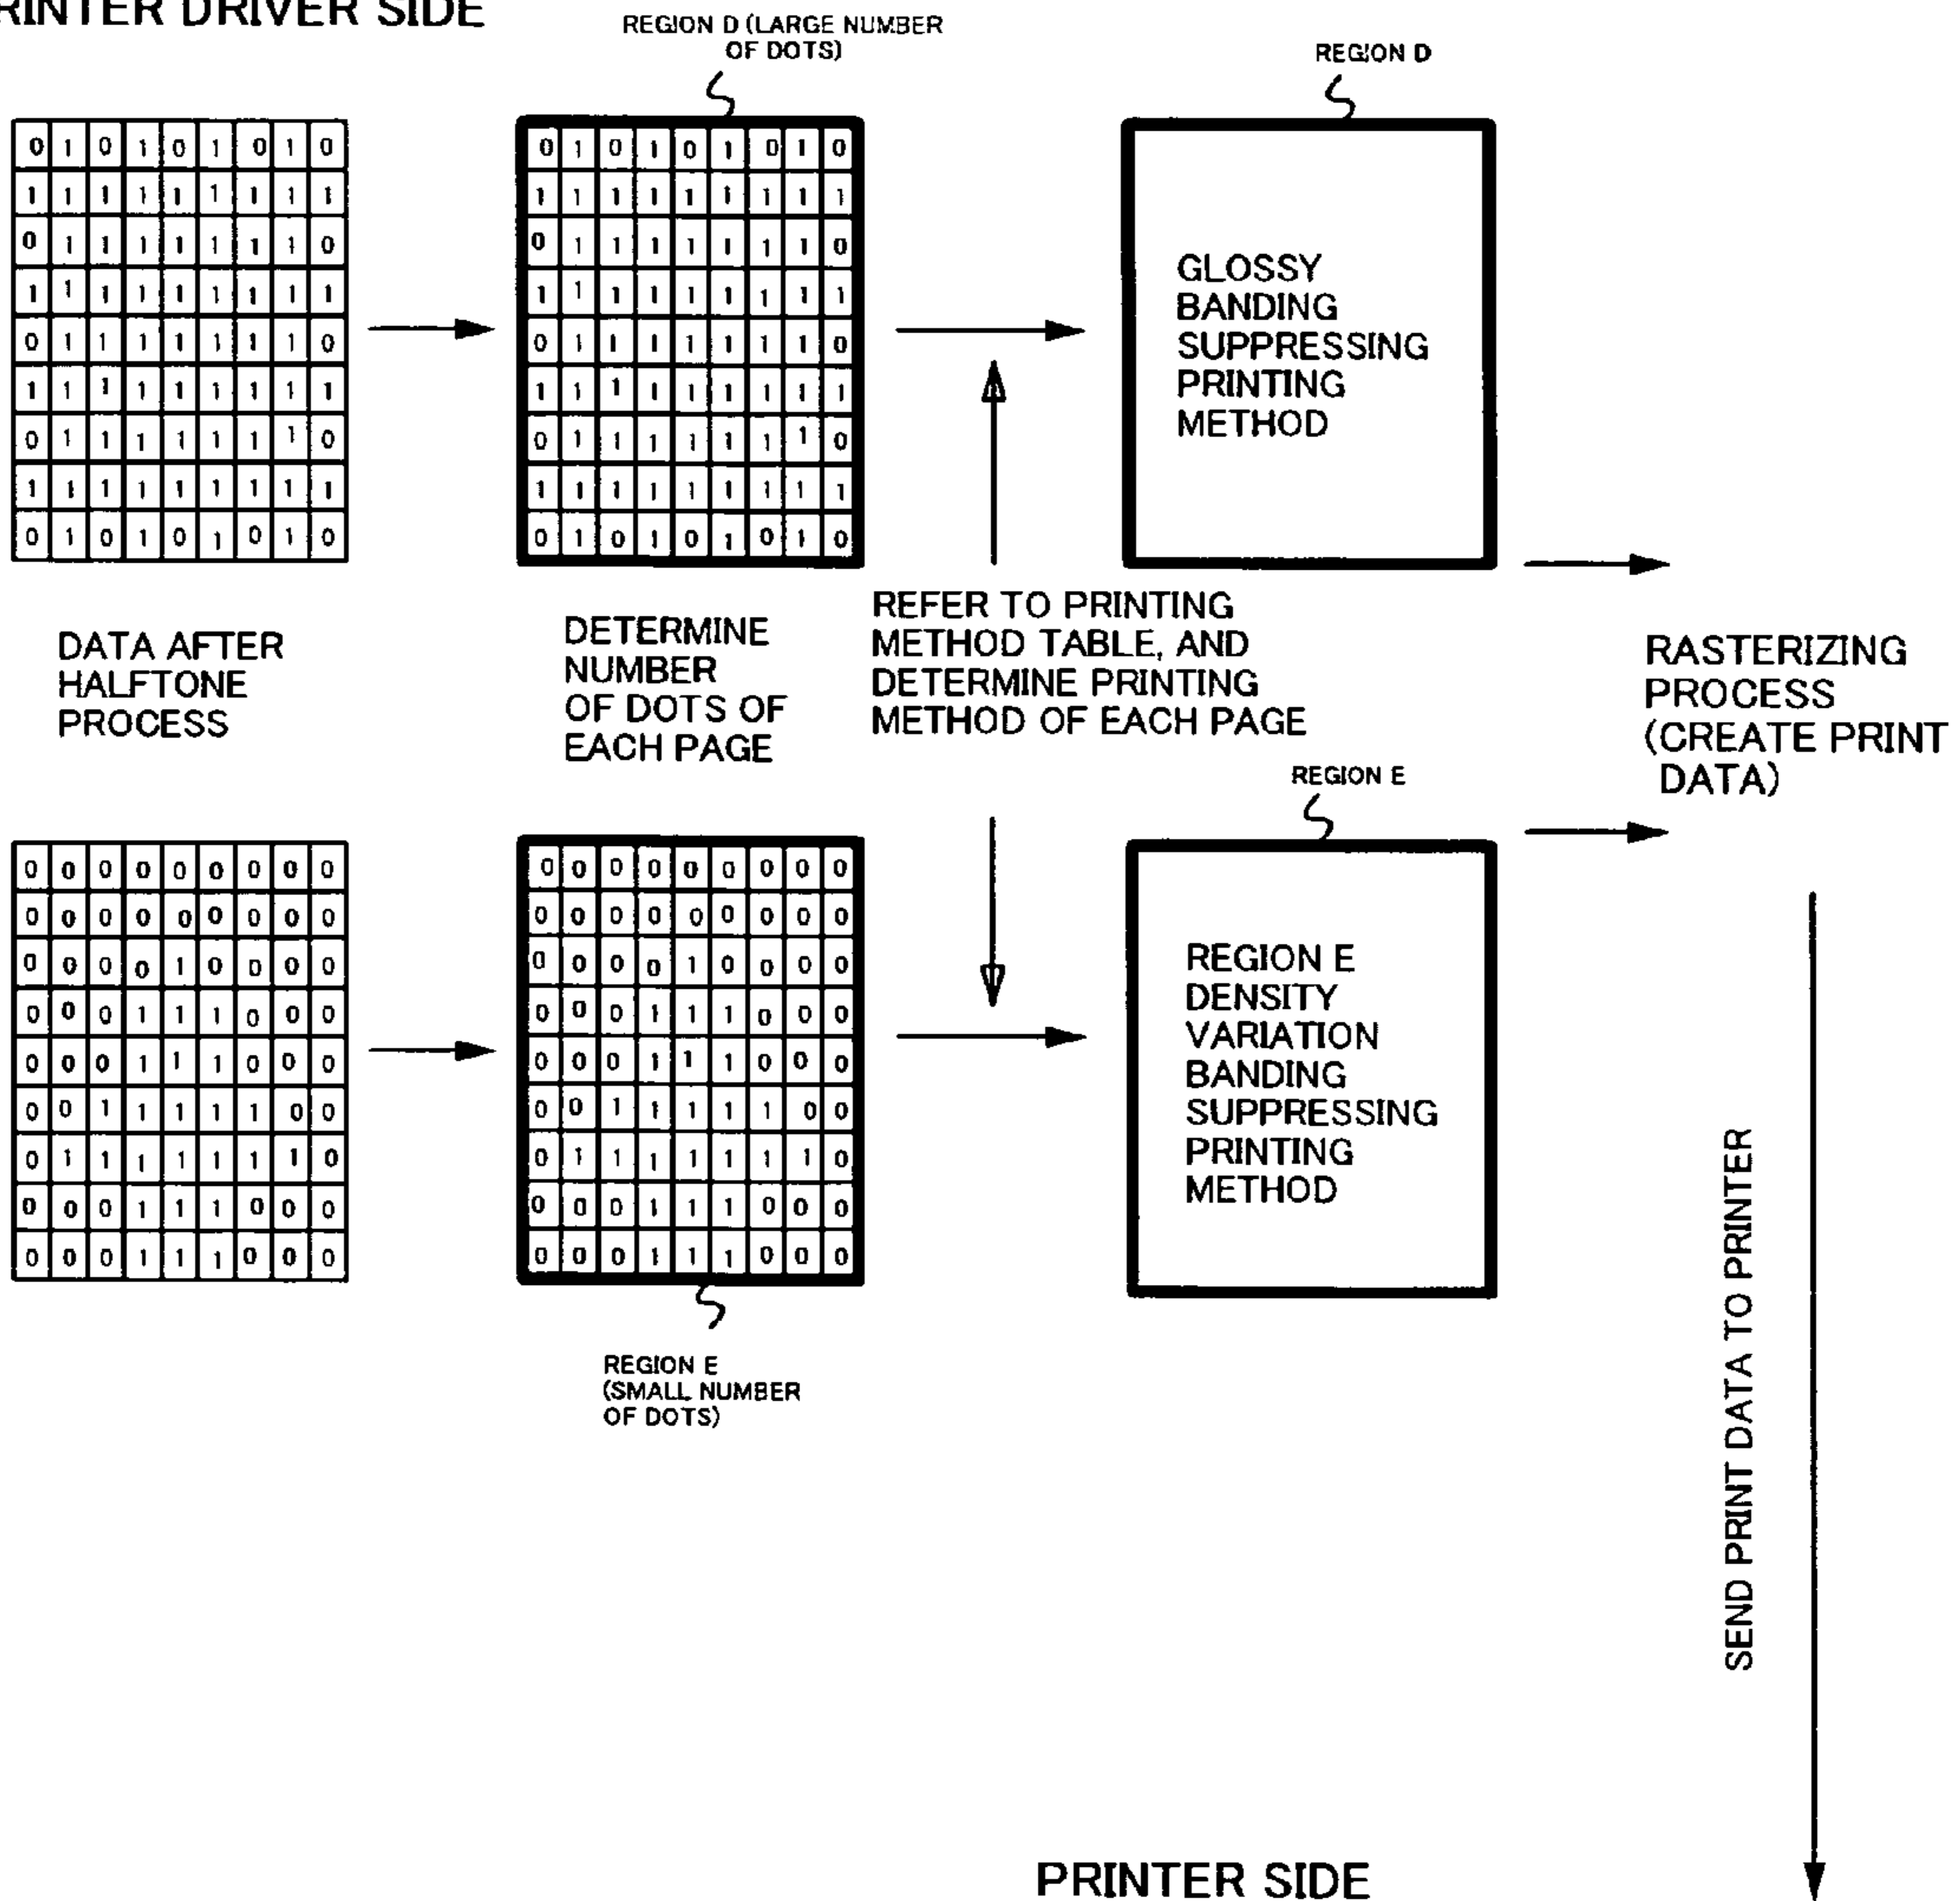 RINTER DRIVER SIDE
REGION D (LARGE NUMBER
OF DOTS)
REGION D
0 1 0 1 0 1 0 1 0
1 1 1 1 1 1 1 1 1
0 1 1 1 1 1 1 1 0
1 1 1 1 1 1 1 1 1
0 1 1 1 1 1 1 1 0
1 1 1 1 1 1 1 1 1
0 1 1 1 1 1 1 1 0
1 1 1 1 1 1 1 1 1
0 1 0 1 0 1 0 1 0
0 1 0 1 0 1 0 1 0
1 1 1 1 1 1 1 1 1
0 1 1 1 1 1 1 1 0
1 1 1 1 1 1 1 1 1
0 1 1 1 1 1 1 1 0
1 1 1 1 1 1 1 1 1
0 1 1 1 1 1 1 1 0
1 1 1 1 1 1 1 1 1
0 1 0 1 0 1 0 1 0
GLOSSY
BANDING
SUPPRESSING
PRINTING
METHOD
DATA AFTER
HALFTONE
PROCESS
DETERMINE
NUMBER
OF DOTS OF
EACH PAGE
REFER TO PRINTING
METHOD TABLE, AND
DETERMINE PRINTING
METHOD OF EACH PAGE
RASTERIZING
PROCESS
(CREATE PRINT
DATA)
REGION E
0 0 0 0 0 0 0 0 0
0 0 0 0 0 0 0 0 0
0 0 0 0 1 0 0 0 0
0 0 0 1 1 1 0 0 0
0 0 0 1 1 1 0 0 0
0 0 1 1 1 1 1 0 0
0 1 1 1 1 1 1 1 0
0 0 0 1 1 1 0 0 0
0 0 0 1 1 1 0 0 0
0 0 0 0 0 0 0 0 0
0 0 0 0 0 0 0 0 0
0 0 0 0 1 0 0 0 0
0 0 0 1 1 1 0 0 0
0 0 0 1 1 1 0 0 0
0 0 1 1 1 1 1 0 0
0 1 1 1 1 1 1 1 0
0 0 0 1 1 1 0 0 0
0 0 0 1 1 1 0 0 0
REGION E
DENSITY
VARIATION
BANDING
SUPPRESSING
PRINTING
METHOD
REGION E
(SMALL NUMBER
OF DOTS)
SEND PRINT DATA TO PRINTER
PRINTER SIDE